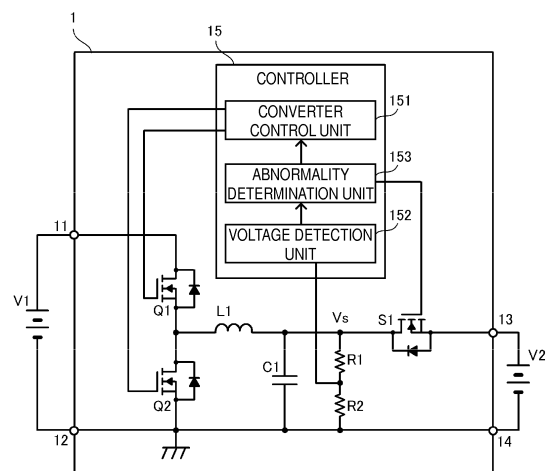 1
15
CONTROLLER
151
CONVERTER
CONTROL UNIT
153
ABNORMALITY
DETERMINATION UNIT
152
VOLTAGE DETECTION
UNIT
11
V1
Q1
L1
Vs
S1
13
C1
R1
V2
Q2
R2
12
14